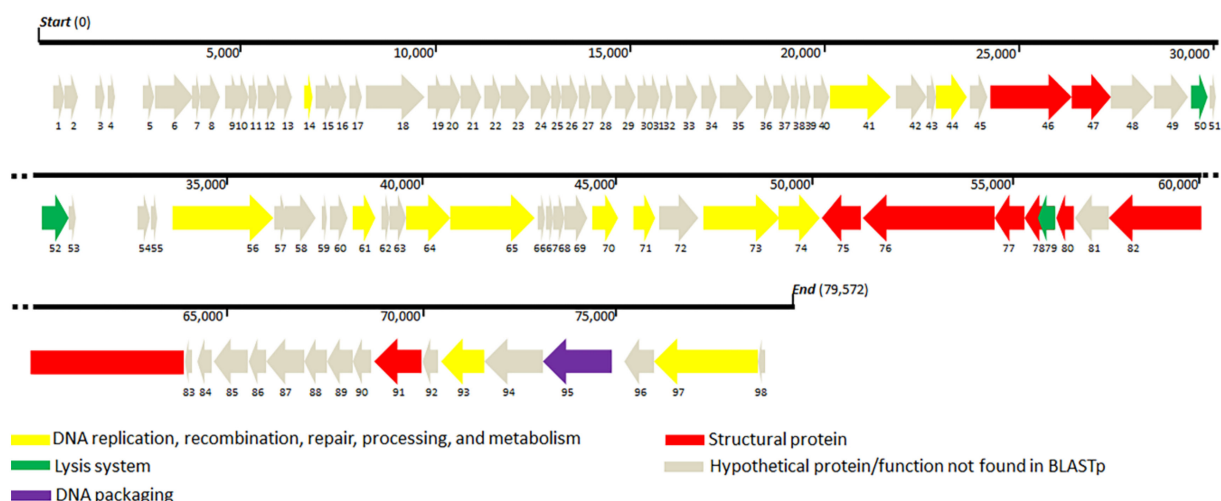 Start (0)
5,000 10,000 15,000 20,000 25,000 30,000
1 2 3 4 5 6 7 8 9 10 11 12 13 14 15 16 17 18 19 20 21 22 23 24 25 26 27 28 29 30 31 32 33 34 35 36 37 38 39 40 41 42 43 44 45 46 47 48 49 50 51
35,000 40,000 45,000 50,000 55,000 60,000
52 53 54 55 56 57 58 59 60 61 62 63 64 65 66 67 68 69 70 71 72 73 74 75 76 77 78 79 80 81 82
End (79,572)
65,000 70,000 75,000
83 84 85 86 87 88 89 90 91 92 93 94 95 96 97 98
DNA replication, recombination, repair, processing, and metabolism
Structural protein
Lysis system
Hypothetical protein/function not found in BLASTp
DNA packaging